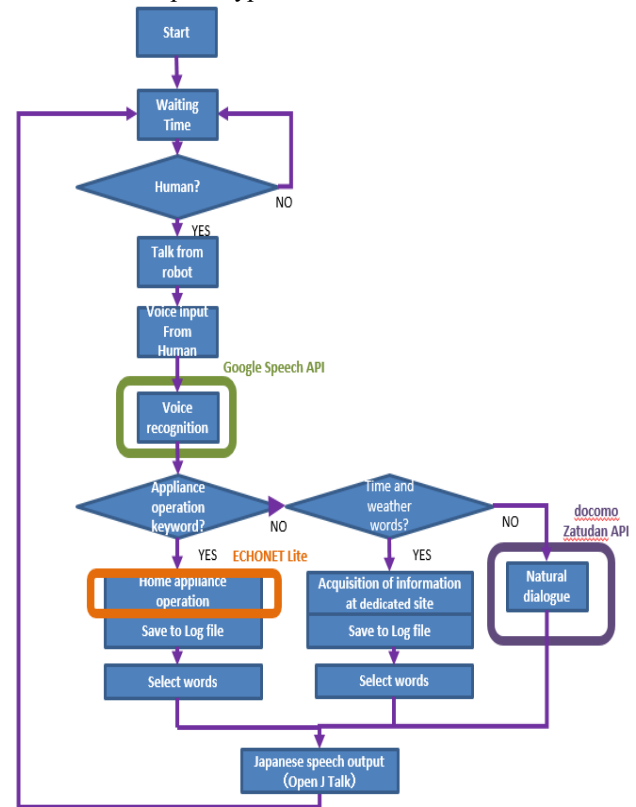 Start
Waiting
Time
Human?
NO
YES
Talk from
robot
Voice input
From
Human
Google Speech API
Voice
recognition
Appliance
operation
keyword?
NO
Time and
weather
words?
NO
docomo
Zatudan API
YES
ECHONET Lite
YES
Home appliance
operation
Acquisition of information
at dedicated site
Natural
dialogue
Save to Log file
Save to Log file
Select words
Select words
Japanese speech output
(Open J Talk)